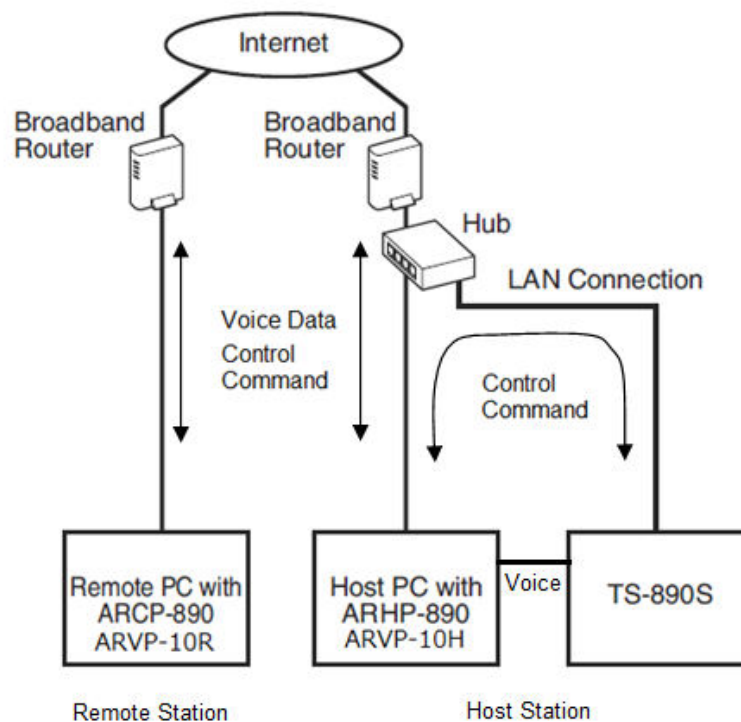 Internet
Broadband
Router
Broadband
Router
Hub
LAN Connection
Voice Data
Control
Command
Control
Command
Remote PC with
ARCP-890
ARVP-10R
Host PC with
ARHP-890
ARVP-10H
Voice
TS-890S
Remote Station
Host Station